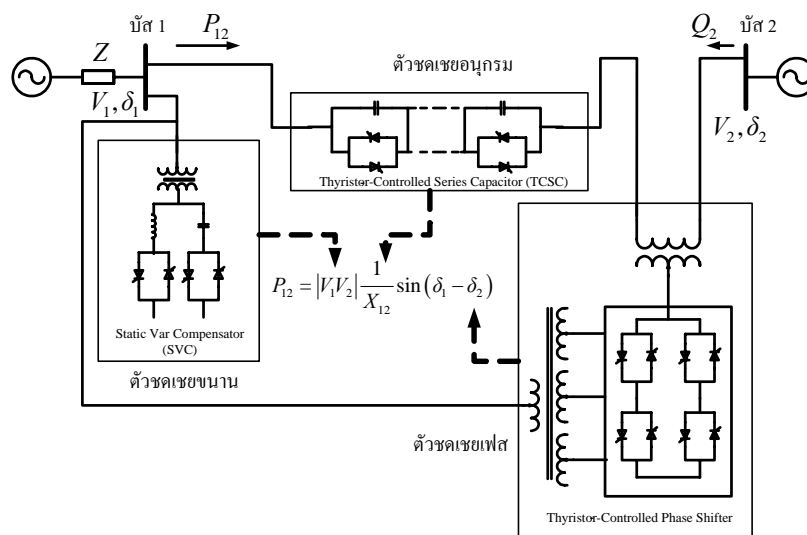 บัส 1
P12
Q2
บัส 2
Z
ตัวชดเชยอนุกรม
V1, δ1
V2, δ2
Thyristor-Controlled Series Capacitor (TCSC)
P12 = |V1V2| 1/X12 sin(δ1 − δ2)
Static Var Compensator
(SVC)
ตัวชดเชยขนาน
ตัวชดเชยเฟส
Thyristor-Controlled Phase Shifter